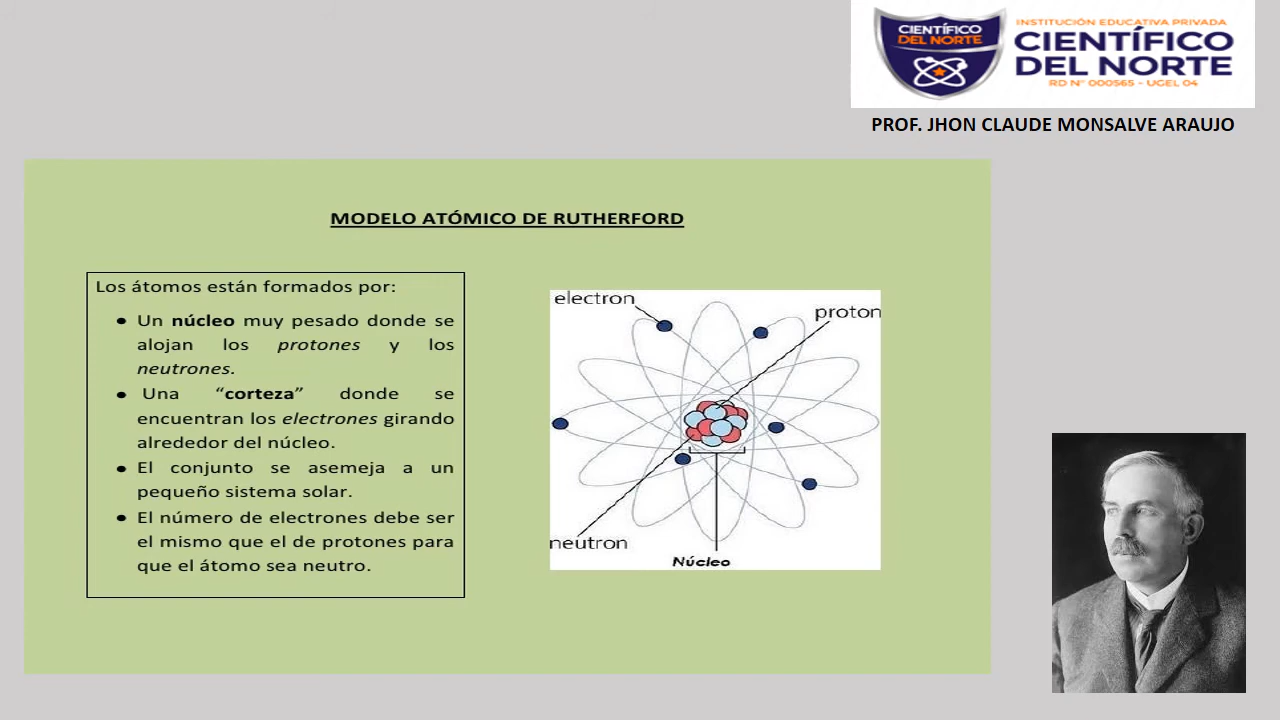 CIENTÍFICO
DEL NORTE
INSTITUCIÓN EDUCATIVA PRIVADA
CIENTÍFICO
DEL NORTE
RD N° 000565 - UGEL 04
PROF. JHON CLAUDE MONSALVE ARAUJO
MODELO ATÓMICO DE RUTHERFORD
Los átomos están formados por:
● Un núcleo muy pesado donde se
alojan los protones y los
neutrones.
● Una “corteza” donde se
encuentran los electrones girando
alrededor del núcleo.
● El conjunto se asemeja a un
pequeño sistema solar.
● El número de electrones debe ser
el mismo que el de protones para
que el átomo sea neutro.
electron
proton
neutron
Núcleo